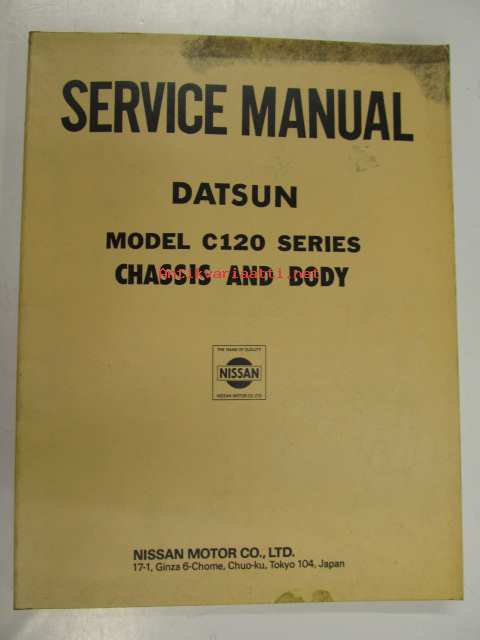 SERVICE MANUAL
DATSUN
MODEL C120 SERIES
CHASSIS AND BODY
Antikvariaatti.net
THE NAME OF QUALITY
NISSAN
NISSAN MOTOR CO., LTD.
NISSAN MOTOR CO., LTD.
17-1, Ginza 6-Chome, Chuo-ku, Tokyo 104, Japan